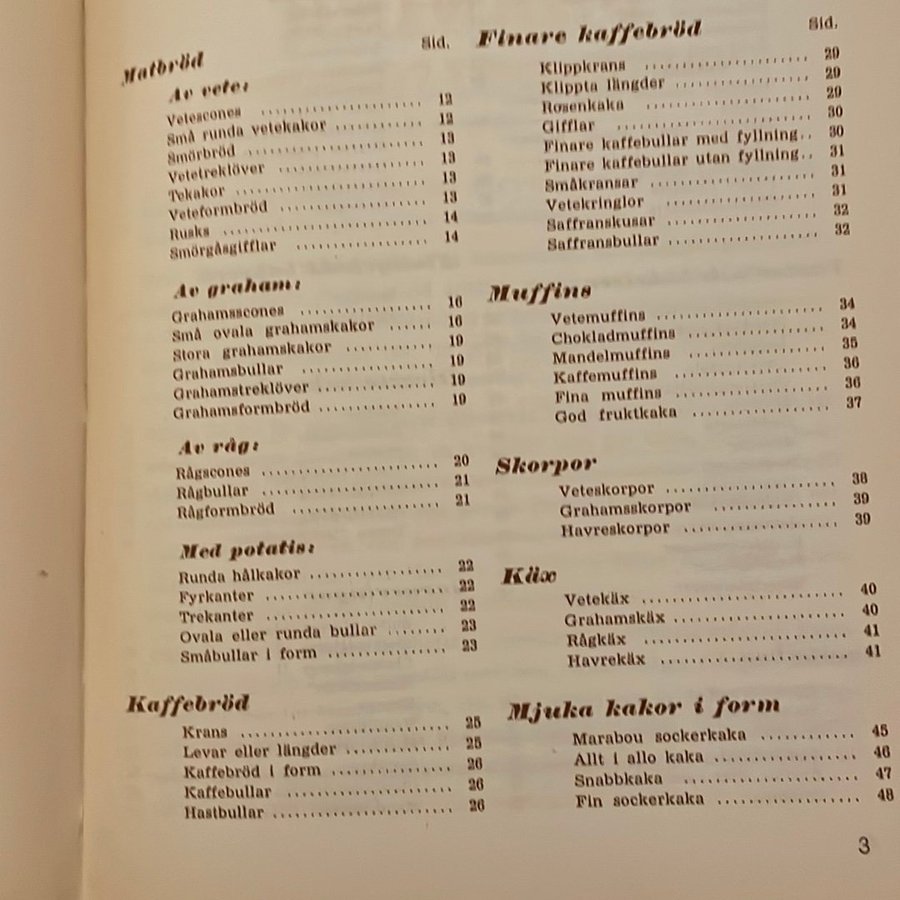 Sid.
Matbröd
Av vete:
Vetescones .................... 12
Små runda vetekakor ............ 12
Smörbröd .................... 13
Vetetreklöver .................... 13
Tekakor .................... 13
Veteformbröd .................... 13
Rusks .................... 14
Smörgåsgifflar .................... 14
Av graham:
Grahamsscones .................... 16
Små ovala grahamskakor ...... 16
Stora grahamskakor ............ 19
Grahamsbullar .................... 19
Grahamstreklöver .................... 19
Grahamsformbröd .................... 19
Av råg:
Rågscones .................... 20
Rågbullar .................... 21
Rågformbröd .................... 21
Med potatis:
Runda hålkakor .................... 22
Fyrkanter .................... 22
Trekanter .................... 22
Ovala eller runda bullar ........ 23
Småbullar i form .................... 23
Kaffebröd
Krans .................... 25
Levar eller längder .............. 25
Kaffebröd i form .................... 26
Kaffebullar .................... 26
Hastbullar .................... 26
Finare kaffebröd
Sid.
Klippkrans .................... 29
Klippta längder .................... 29
Rosenkaka .................... 29
Gifflar .................... 30
Finare kaffebullar med fyllning.. 30
Finare kaffebullar utan fyllning.. 31
Småkransar .................... 31
Vetekringlor .................... 31
Saffranskusar .................... 32
Saffransbullar .................... 32
Muffins
Vetemuffins .................... 34
Chokladmuffins .................... 34
Mandelmuffins .................... 35
Kaffemuffins .................... 36
Fina muffins .................... 36
God fruktkaka .................... 37
Skorpor
Veteskorpor .................... 38
Grahamsskorpor .................... 39
Havreskorpor .................... 39
Käx
Vetekäx .................... 40
Grahamskäx .................... 40
Rågkäx .................... 41
Havrekäx .................... 41
Mjuka kakor i form
Marabou sockerkaka ............ 45
Allt i allo kaka .................... 46
Snabbkaka .................... 47
Fin sockerkaka .................... 48
3